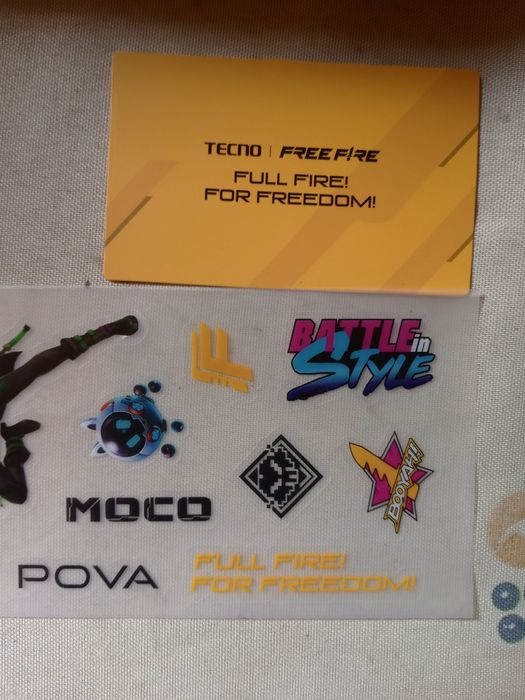 TECNO | FREE FIRE
FULL FIRE!
FOR FREEDOM!
BATTLE in
STYLE
BOOYAH!!
MOCO
POVA
FULL FIRE!
FOR FREEDOM!